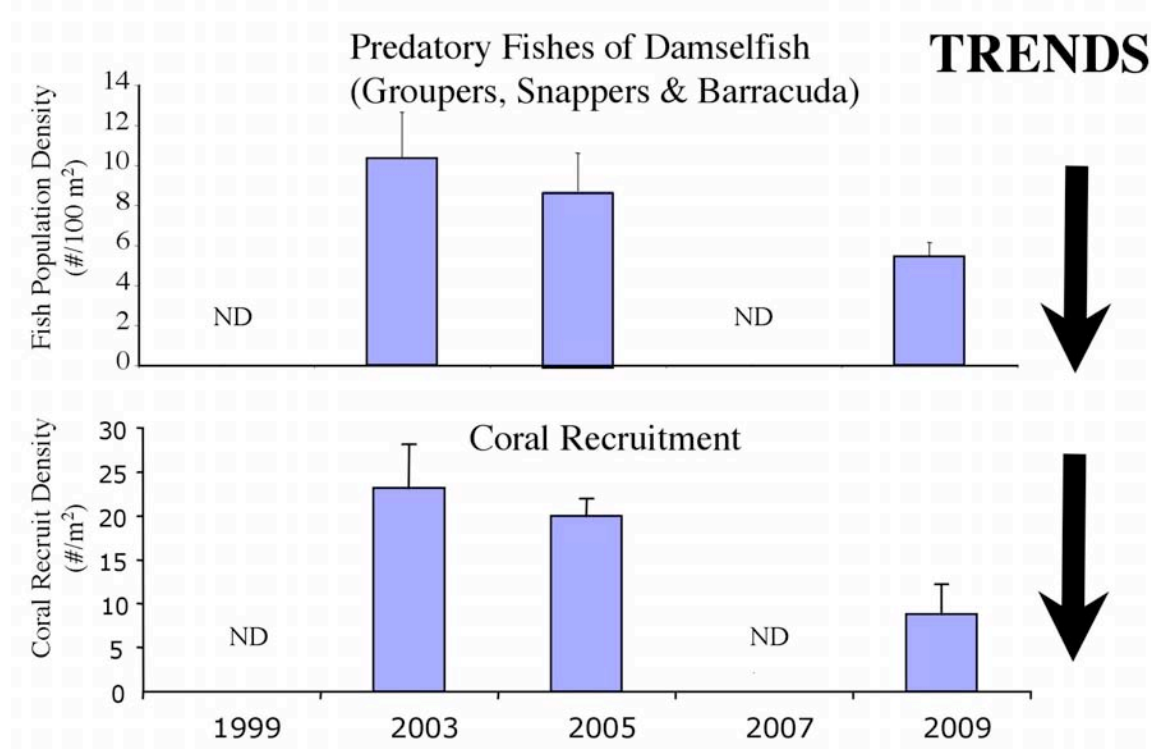 TRENDS
Predatory Fishes of Damselfish
(Groupers, Snappers & Barracuda)
Fish Population Density
(#/100 m²)
14
12
10
8
6
4
2
0
ND
ND
Coral Recruitment
Coral Recruit Density
(#/m²)
30
25
20
15
10
5
0
ND
ND
1999 2003 2005 2007 2009